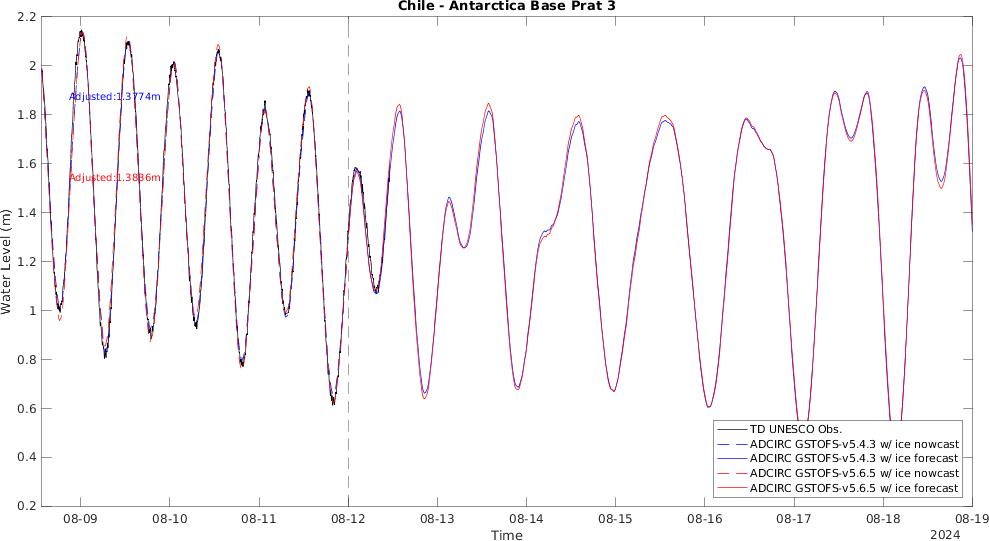 Chile - Antarctica Base Prat 3
2.2
2
1.8
1.6
1.4
1.2
1
0.8
0.6
0.4
0.2
Water Level (m)
Adjusted:1.3774m
Adjusted:1.3836m
TD UNESCO Obs.
ADCIRC GSTOFS-v5.4.3 w/ ice nowcast
ADCIRC GSTOFS-v5.4.3 w/ ice forecast
ADCIRC GSTOFS-v5.6.5 w/ ice nowcast
ADCIRC GSTOFS-v5.6.5 w/ ice forecast
08-09 08-10 08-11 08-12 08-13 08-14 08-15 08-16 08-17 08-18 08-19
Time
2024